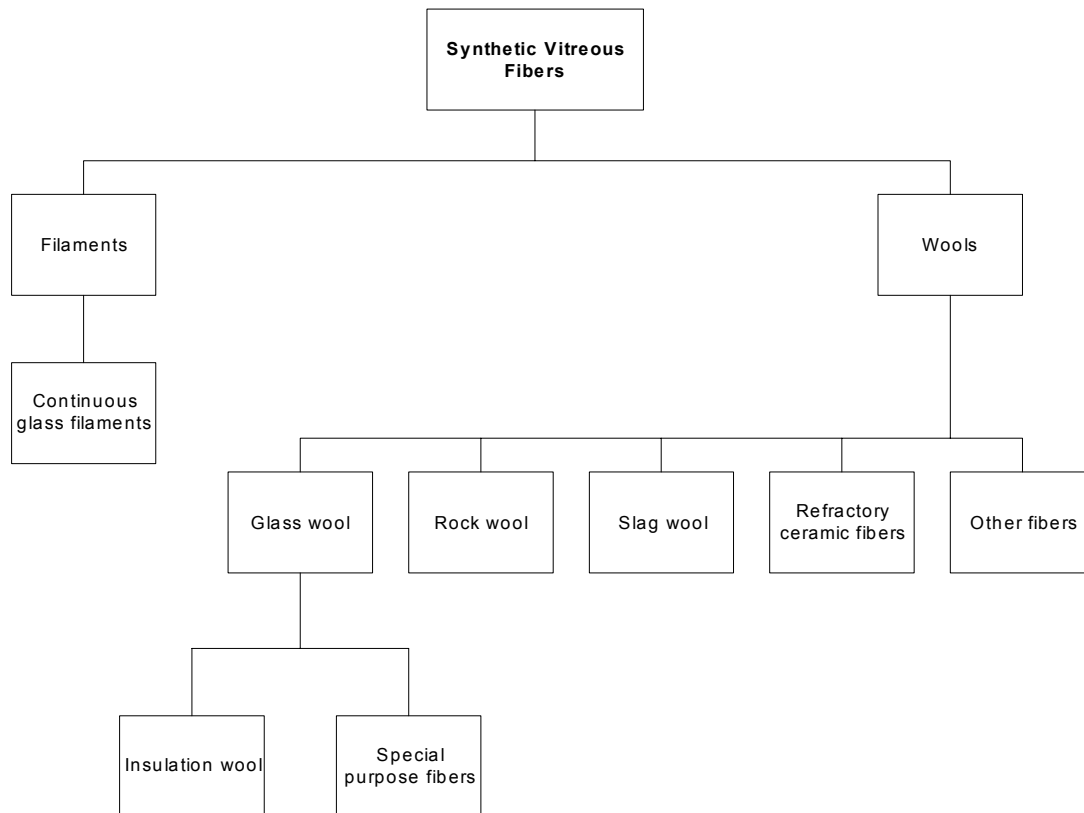 Synthetic Vitreous
Fibers
Filaments
Wools
Continuous
glass filaments
Glass wool
Rock wool
Slag wool
Refractory
ceramic fibers
Other fibers
Insulation wool
Special
purpose fibers